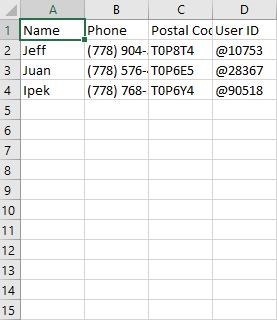 A B C D
1 Name Phone Postal Coc User ID
2 Jeff (778) 904-. T0P8T4 @10753
3 Juan (778) 576- T0P6E5 @28367
4 Ipek (778) 768- T0P6Y4 @90518
5
6
7
8
9
10
11
12
13
14
15